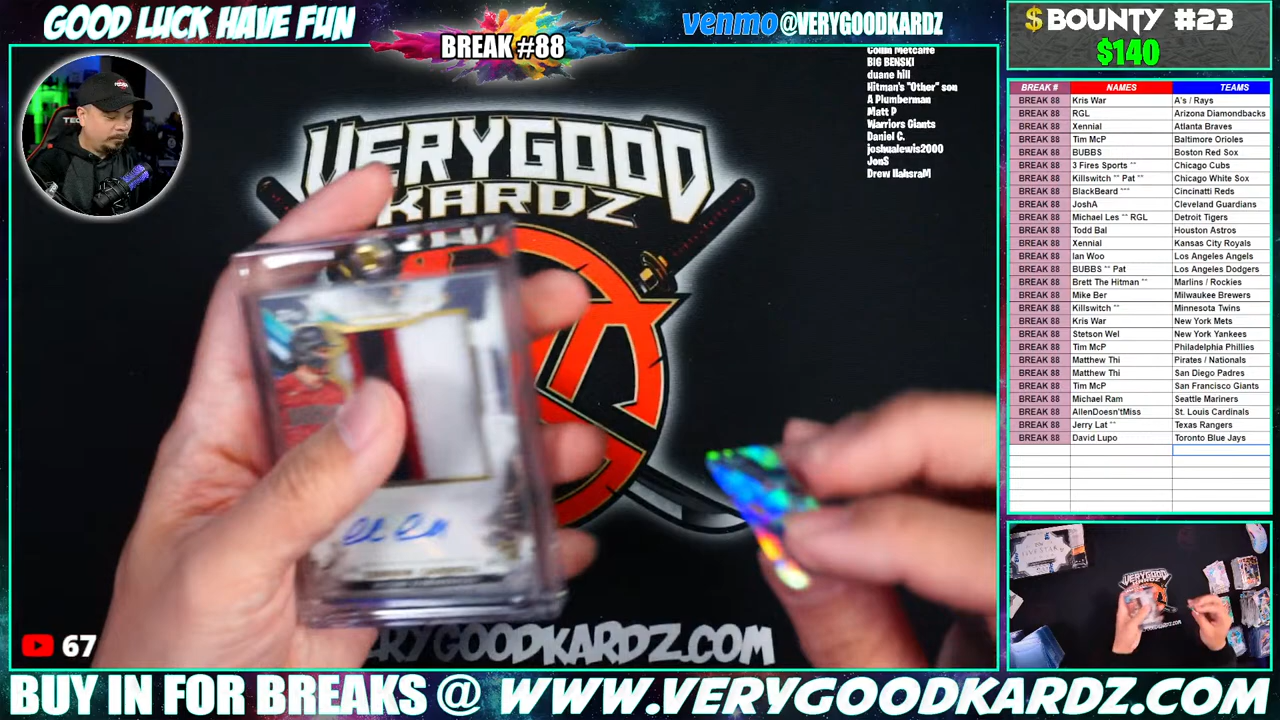 GOOD LUCK HAVE FUN
BREAK #88
venmo @VERYGOODKARDZ
$ BOUNTY #23
$140
Collin Metcalfe
BIG BENSKI
duane hill
Hitman's "Other" son
A Plumberman
Matt P
Warriors Giants
Daniel C.
joshualewis2000
JonS
Drew HahsraM
VERYGOOD
KARDZ
VERYGOODKARDZ.COM
67
BREAK # NAMES TEAMS
BREAK 88 Kris War A's / Rays
BREAK 88 RGL Arizona Diamondbacks
BREAK 88 Xennial Atlanta Braves
BREAK 88 Tim McP Baltimore Orioles
BREAK 88 BUBBS Boston Red Sox
BREAK 88 3 Fires Sports ** Chicago Cubs
BREAK 88 Killswitch ** Pat ** Chicago White Sox
BREAK 88 BlackBeard *** Cincinatti Reds
BREAK 88 JoshA Cleveland Guardians
BREAK 88 Michael Les ** RGL Detroit Tigers
BREAK 88 Todd Bal Houston Astros
BREAK 88 Xennial Kansas City Royals
BREAK 88 Ian Woo Los Angeles Angels
BREAK 88 BUBBS ** Pat Los Angeles Dodgers
BREAK 88 Brett The Hitman ** Marlins / Rockies
BREAK 88 Mike Ber Milwaukee Brewers
BREAK 88 Killswitch ** Minnesota Twins
BREAK 88 Kris War New York Mets
BREAK 88 Stetson Wel New York Yankees
BREAK 88 Tim McP Philadelphia Phillies
BREAK 88 Matthew Thi Pirates / Nationals
BREAK 88 Matthew Thi San Diego Padres
BREAK 88 Tim McP San Francisco Giants
BREAK 88 Michael Ram Seattle Mariners
BREAK 88 AllenDoesn'tMiss St. Louis Cardinals
BREAK 88 Jerry Lat ** Texas Rangers
BREAK 88 David Lupo Toronto Blue Jays
VERYGOOD
KARDZ
BUY IN FOR BREAKS @ WWW.VERYGOODKARDZ.COM